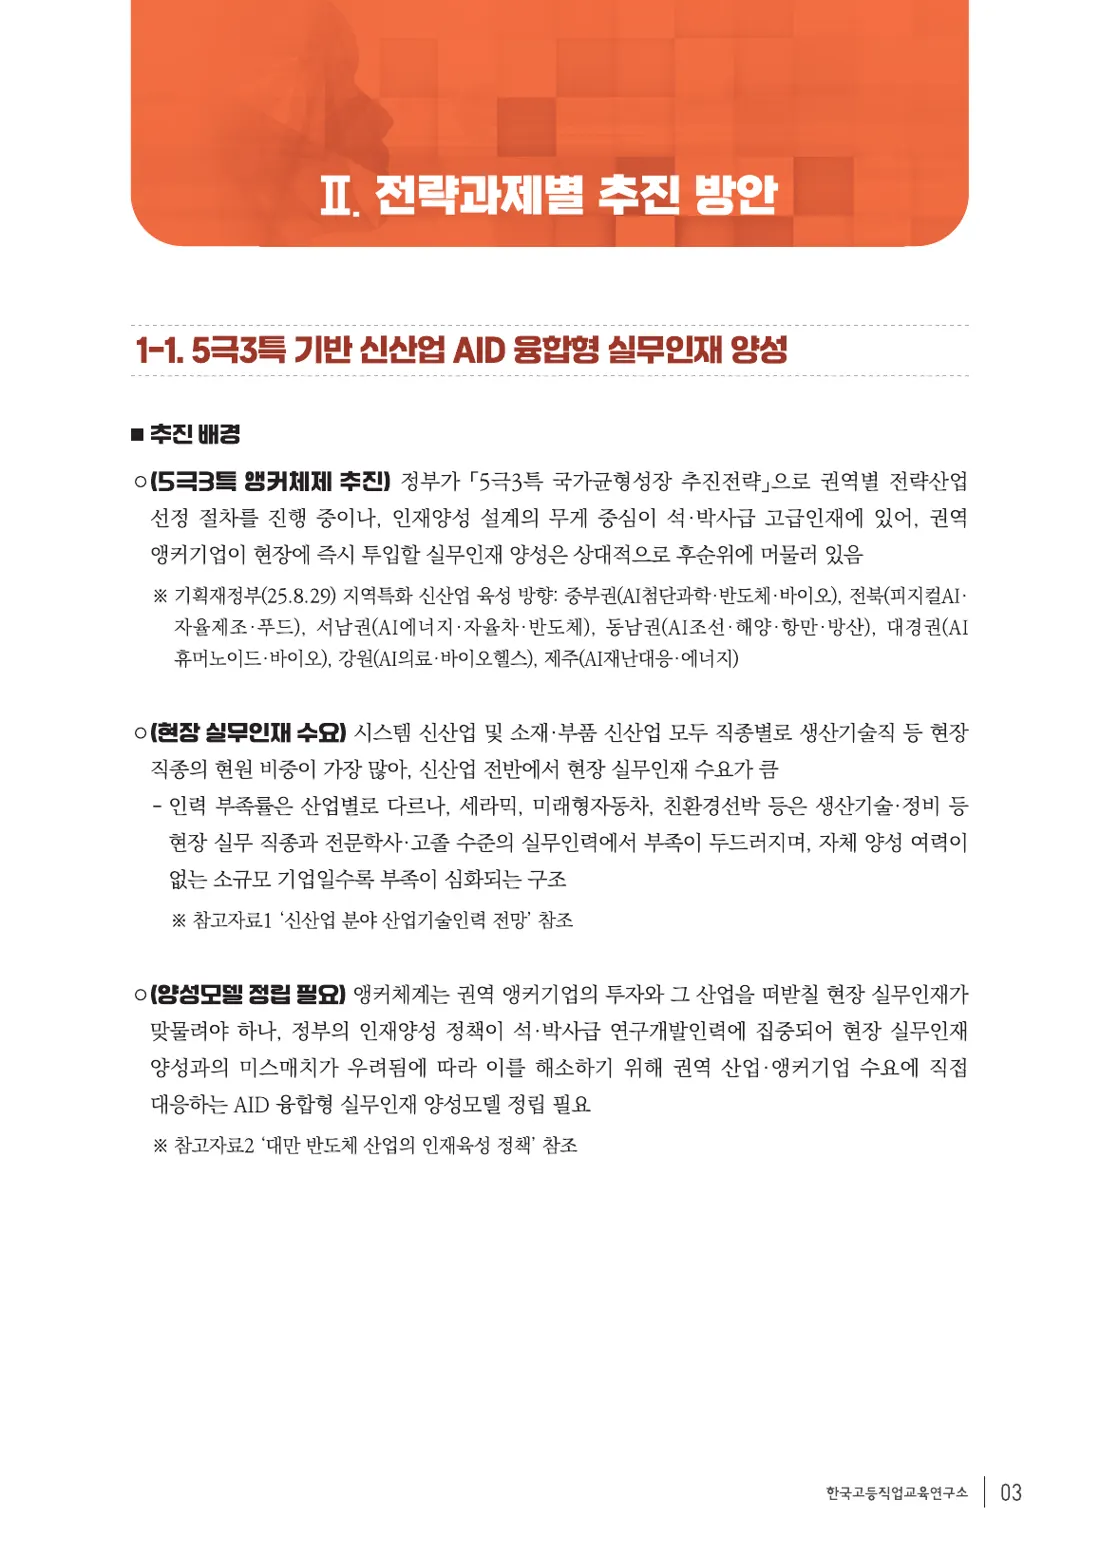 Ⅱ. 전략과제별 추진 방안
1-1. 5극3특 기반 신산업 AID 융합형 실무인재 양성
■ 추진 배경
○(5극3특 앵커체제 추진) 정부가 「5극3특 국가균형성장 추진전략」으로 권역별 전략산업
선정 절차를 진행 중이나, 인재양성 설계의 무게 중심이 석·박사급 고급인재에 있어, 권역
앵커기업이 현장에 즉시 투입할 실무인재 양성은 상대적으로 후순위에 머물러 있음
※ 기획재정부(25.8.29) 지역특화 신산업 육성 방향: 중부권(AI첨단과학·반도체·바이오), 전북(피지컬AI·
자율제조·푸드), 서남권(AI에너지·자율차·반도체), 동남권(AI조선·해양·항만·방산), 대경권(AI
휴머노이드·바이오), 강원(AI의료·바이오헬스), 제주(AI재난대응·에너지)
○(현장 실무인재 수요) 시스템 신산업 및 소재·부품 신산업 모두 직종별로 생산기술직 등 현장
직종의 현원 비중이 가장 많아, 신산업 전반에서 현장 실무인재 수요가 큼
- 인력 부족률은 산업별로 다르나, 세라믹, 미래형자동차, 친환경선박 등은 생산기술·정비 등
현장 실무 직종과 전문학사·고졸 수준의 실무인력에서 부족이 두드러지며, 자체 양성 여력이
없는 소규모 기업일수록 부족이 심화되는 구조
※ 참고자료1 ‘신산업 분야 산업기술인력 전망’ 참조
○(양성모델 정립 필요) 앵커체계는 권역 앵커기업의 투자와 그 산업을 떠받칠 현장 실무인재가
맞물려야 하나, 정부의 인재양성 정책이 석·박사급 연구개발인력에 집중되어 현장 실무인재
양성과의 미스매치가 우려됨에 따라 이를 해소하기 위해 권역 산업·앵커기업 수요에 직접
대응하는 AID 융합형 실무인재 양성모델 정립 필요
※ 참고자료2 ‘대만 반도체 산업의 인재육성 정책’ 참조
한국고등직업교육연구소 03